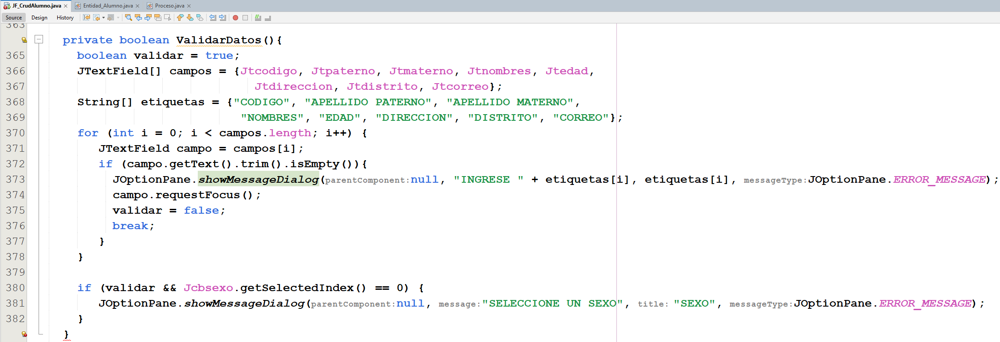 JF_CrudAlumno.java × Entidad_Alumno.java × Proceso.java ×
Source Design History
363
private boolean ValidarDatos(){
365 boolean validar = true;
366 JTextField[] campos = {Jtcodigo, Jtpaterno, Jtmaterno, Jtnombres, Jtedad,
367 Jtdireccion, Jtdistrito, Jtcorreo};
368 String[] etiquetas = {"CODIGO", "APELLIDO PATERNO", "APELLIDO MATERNO",
369 "NOMBRES", "EDAD", "DIRECCION", "DISTRITO", "CORREO"};
370 for (int i = 0; i < campos.length; i++) {
371 JTextField campo = campos[i];
372 if (campo.getText().trim().isEmpty()){
373 JOptionPane.showMessageDialog(parentComponent:null, "INGRESE " + etiquetas[i], etiquetas[i], messageType:JOptionPane.ERROR_MESSAGE);
374 campo.requestFocus();
375 validar = false;
376 break;
377 }
378 }
379
380 if (validar && Jcbsexo.getSelectedIndex() == 0) {
381 JOptionPane.showMessageDialog(parentComponent:null, message:"SELECCIONE UN SEXO", title: "SEXO", messageType:JOptionPane.ERROR_MESSAGE);
382 }
}